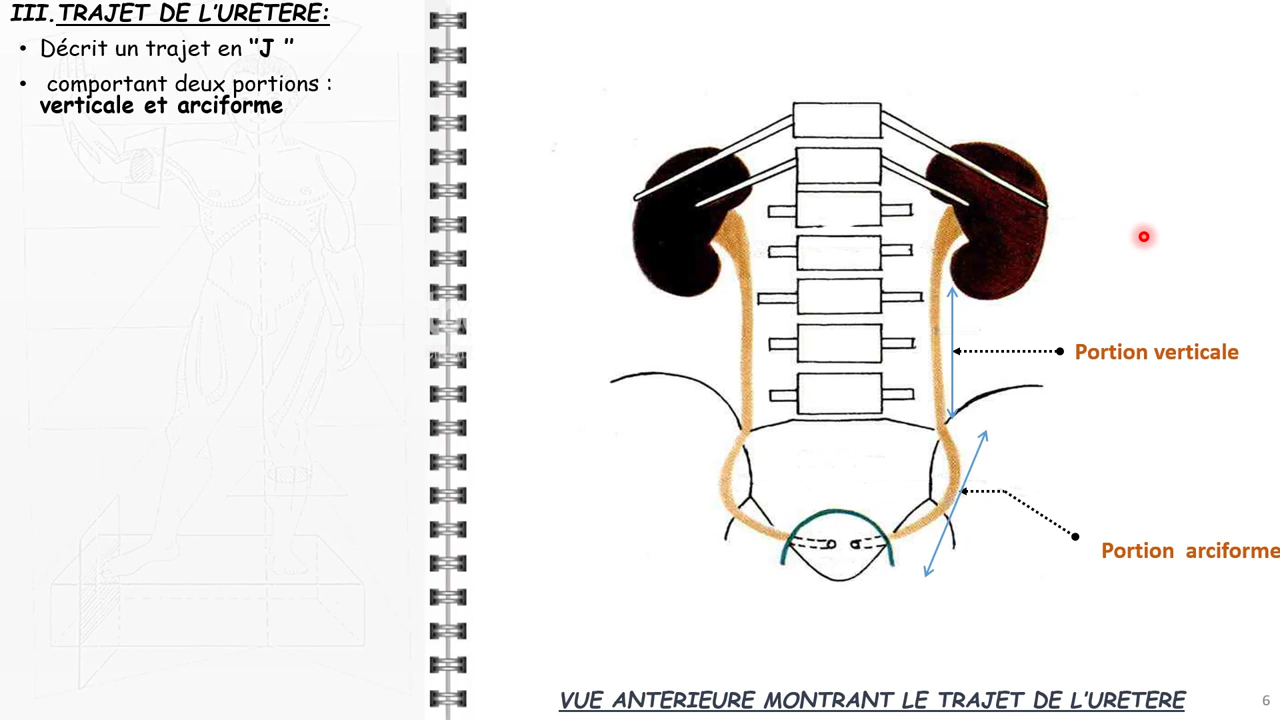 III. TRAJET DE L'URETERE:
• Décrit un trajet en "J "
• comportant deux portions :
verticale et arciforme
Portion verticale
Portion arciforme
VUE ANTERIEURE MONTRANT LE TRAJET DE L'URETERE
6